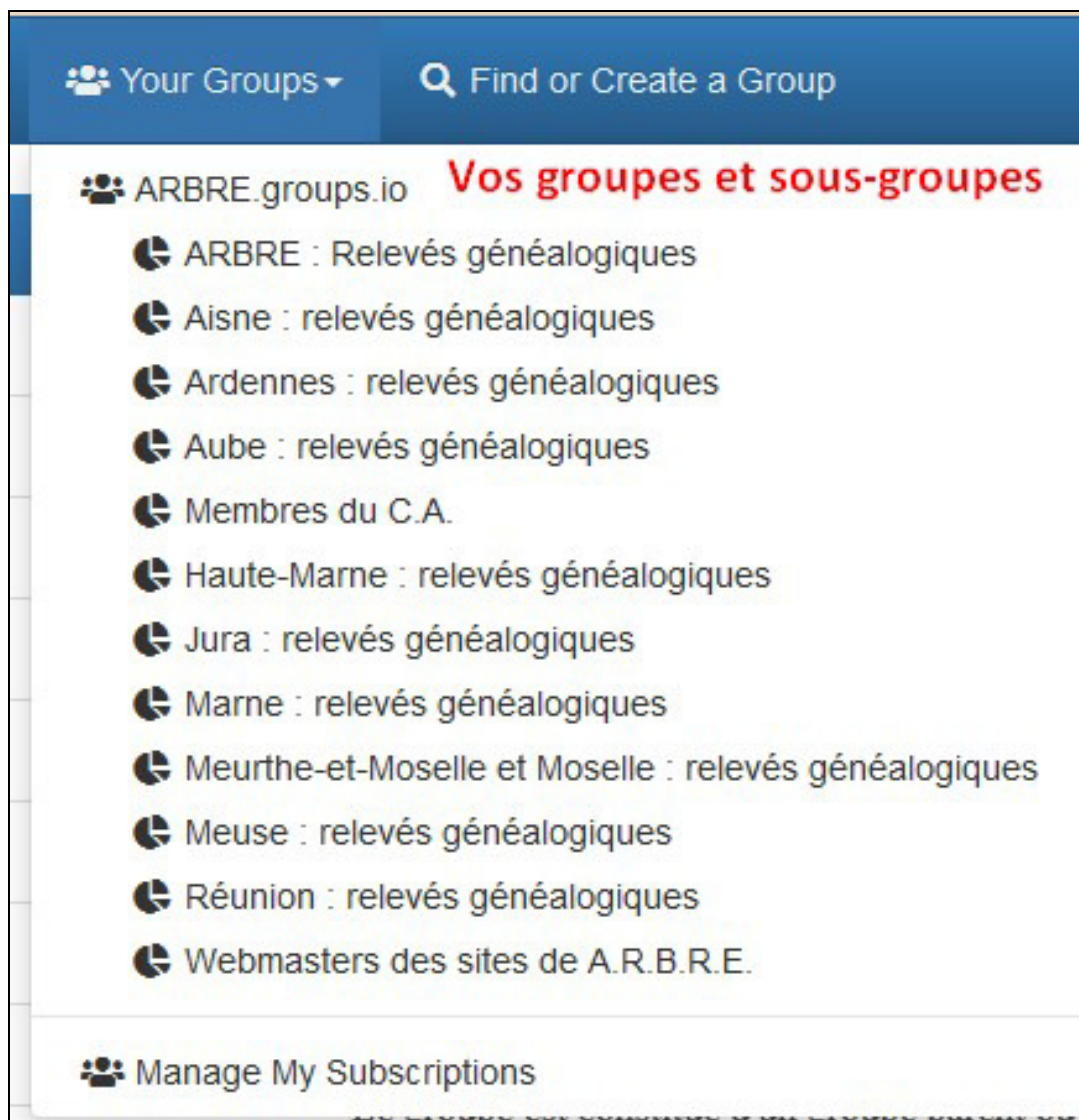 Your Groups
Find or Create a Group
ARBRE.groups.io
Vos groupes et sous-groupes
ARBRE : Relevés généalogiques
Aisne : relevés généalogiques
Ardennes : relevés généalogiques
Aube : relevés généalogiques
Membres du C.A.
Haute-Marne : relevés généalogiques
Jura : relevés généalogiques
Marne : relevés généalogiques
Meurthe-et-Moselle et Moselle : relevés généalogiques
Meuse : relevés généalogiques
Réunion : relevés généalogiques
Webmasters des sites de A.R.B.R.E.
Manage My Subscriptions